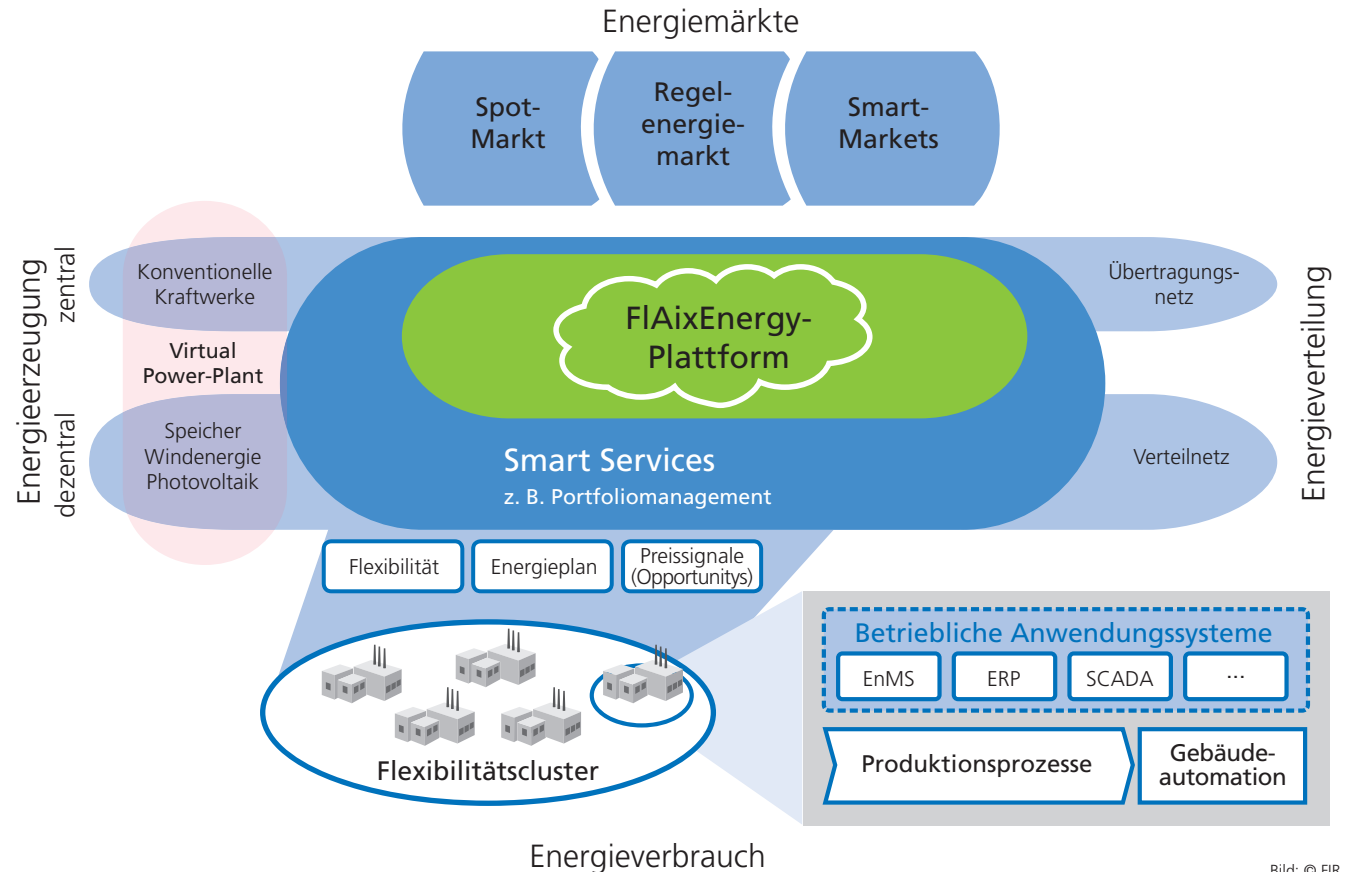 Energiemärkte
Spot-
Markt
Regel-
energie-
markt
Smart-
Markets
Energieerzeugung
zentral
dezentral
Konventionelle
Kraftwerke
Virtual
Power-Plant
Speicher
Windenergie
Photovoltaik
FlAixEnergy-
Plattform
Smart Services
z. B. Portfoliomanagement
Übertragungs-
netz
Verteilnetz
Energieverteilung
Flexibilität
Energieplan
Preissignale
(Opportunitys)
Flexibilitätscluster
Betriebliche Anwendungssysteme
EnMS
ERP
SCADA
...
Produktionsprozesse
Gebäude-
automation
Energieverbrauch
Bild: © FIR